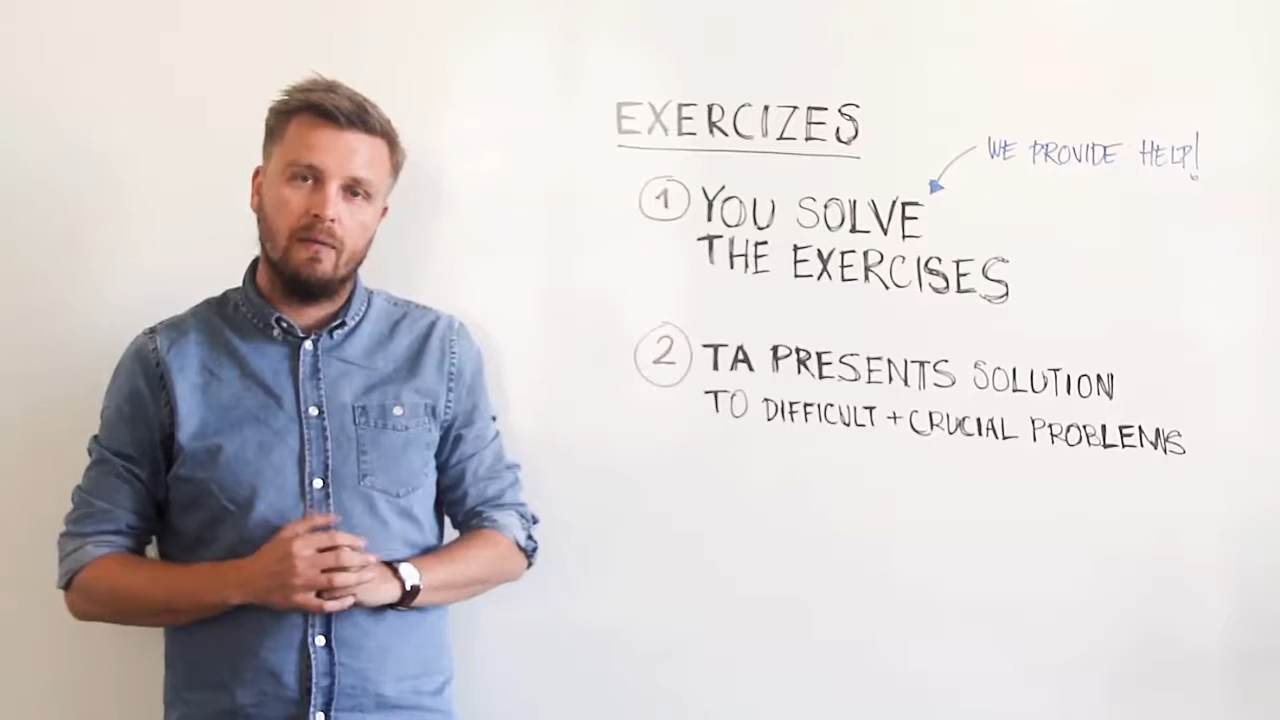 EXERCIZES
WE PROVIDE HELP!
1 YOU SOLVE
THE EXERCISES
2 TA PRESENTS SOLUTION
TO DIFFICULT + CRUCIAL PROBLEMS